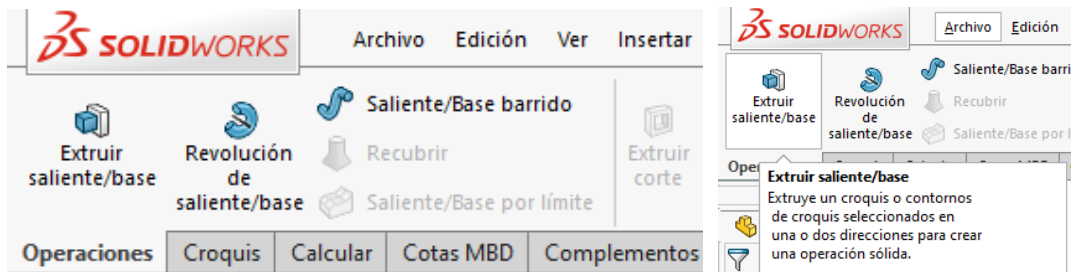 SOLIDWORKS Archivo Edición Ver Insertar
Extruir
saliente/base
Revolución
de
saliente/base
Saliente/Base barrido
Recubrir
Saliente/Base por límite
Extruir
corte
Operaciones Croquis Calcular Cotas MBD Complementos
SOLIDWORKS Archivo Edición
Extruir
saliente/base
Revolución
de
saliente/base
Saliente/Base barri
Recubrir
Saliente/Base por l
Oper
Extruir saliente/base
Extruye un croquis o contornos
de croquis seleccionados en
una o dos direcciones para crear
una operación sólida.